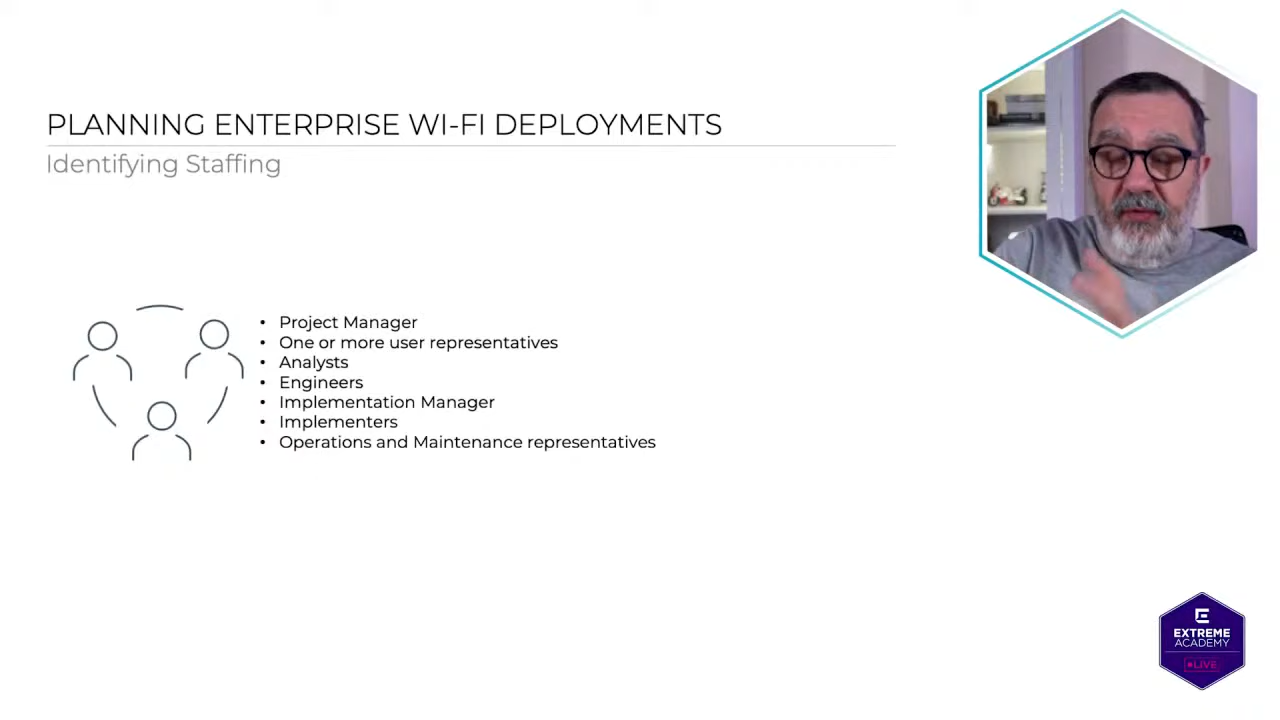 PLANNING ENTERPRISE WI-FI DEPLOYMENTS
Identifying Staffing
• Project Manager
• One or more user representatives
• Analysts
• Engineers
• Implementation Manager
• Implementers
• Operations and Maintenance representatives
EXTREME
ACADEMY
LIVE